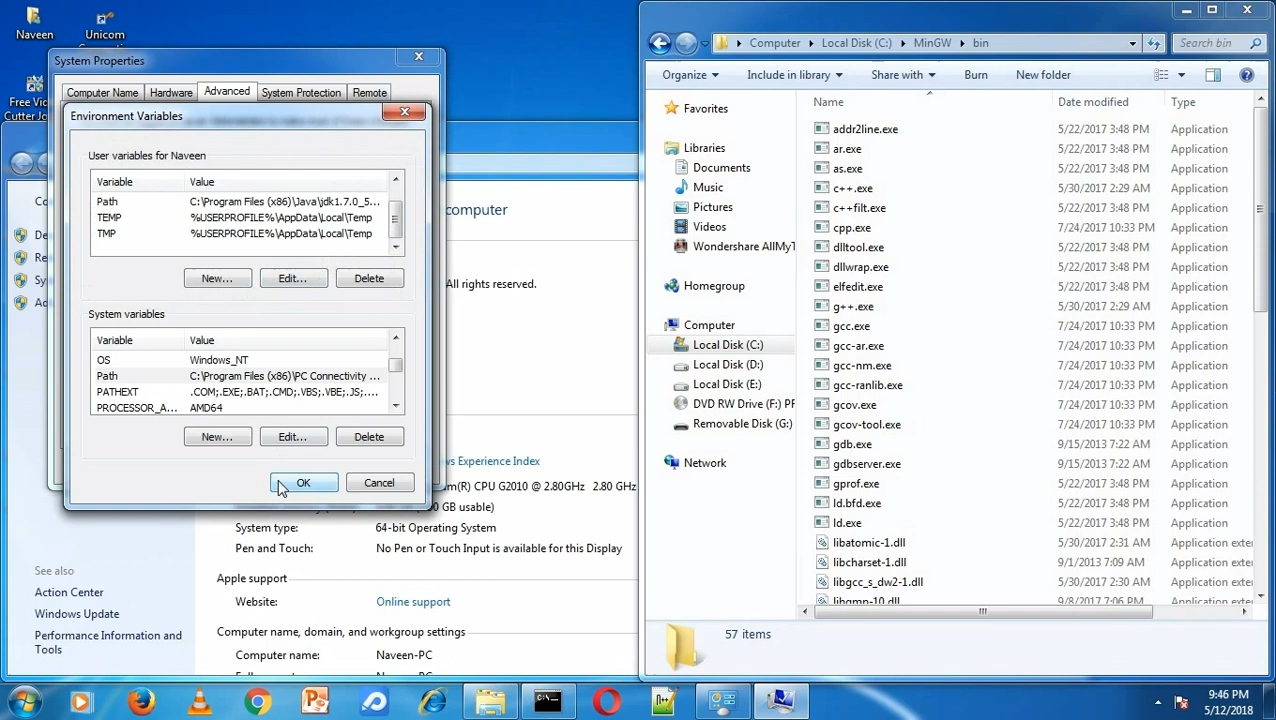 Naveen
Unicorn
Free Vid
Cutter Jo
System Properties
Computer Name
Hardware
Advanced
System Protection
Remote
Environment Variables
User variables for Naveen
Variable Value
Path C:\Program Files (x86)\Java\jdk1.7.0_5...
TEMP %USERPROFILE%\AppData\Local\Temp
TMP %USERPROFILE%\AppData\Local\Temp
New...
Edit...
Delete
System variables
Variable Value
OS Windows_NT
Path C:\Program Files (x86)\PC Connectivity ...
PATHEXT .COM;.EXE;.BAT;.CMD;.VBS;.VBE;.JS;....
PROCESSOR_A... AMD64
New...
Edit...
Delete
OK
Cancel
Co
De
Re
Sy
Ac
computer
All rights reserved.
ws Experience Index
m(R) CPU G2010 @ 2.80GHz 2.80 GHz
GB usable)
System type: 64-bit Operating System
Pen and Touch: No Pen or Touch Input is available for this Display
Apple support
Website: Online support
Computer name, domain, and workgroup settings
Computer name: Naveen-PC
See also
Action Center
Windows Update
Performance Information and
Tools
Computer
Local Disk (C:)
MinGW
bin
Search bin
Organize
Include in library
Share with
Burn
New folder
Favorites
Libraries
Documents
Music
Pictures
Videos
Wondershare AllMyT
Homegroup
Computer
Local Disk (C:)
Local Disk (D:)
Local Disk (E:)
DVD RW Drive (F:) PF
Removable Disk (G:)
Network
Name Date modified Type
addr2line.exe 5/22/2017 3:48 PM Application
ar.exe 5/22/2017 3:48 PM Application
as.exe 5/22/2017 3:48 PM Application
c++.exe 5/30/2017 2:29 AM Application
c++filt.exe 5/22/2017 3:48 PM Application
cpp.exe 7/24/2017 10:33 PM Application
dlltool.exe 5/22/2017 3:48 PM Application
dllwrap.exe 5/22/2017 3:48 PM Application
elfedit.exe 5/22/2017 3:48 PM Application
g++.exe 5/30/2017 2:29 AM Application
gcc.exe 7/24/2017 10:33 PM Application
gcc-ar.exe 7/24/2017 10:33 PM Application
gcc-nm.exe 7/24/2017 10:33 PM Application
gcc-ranlib.exe 7/24/2017 10:33 PM Application
gcov.exe 7/24/2017 10:33 PM Application
gcov-tool.exe 7/24/2017 10:33 PM Application
gdb.exe 9/15/2013 7:22 AM Application
gdbserver.exe 9/15/2013 7:22 AM Application
gprof.exe 5/22/2017 3:48 PM Application
ld.bfd.exe 5/22/2017 3:48 PM Application
ld.exe 5/22/2017 3:48 PM Application
libatomic-1.dll 5/30/2017 2:31 AM Application exter
libcharset-1.dll 9/1/2013 7:09 AM Application exter
libgcc_s_dw2-1.dll 5/30/2017 2:30 AM Application exter
libgmp-10.dll 9/8/2017 7:06 PM Application exter
57 items
9:46 PM
5/12/2018